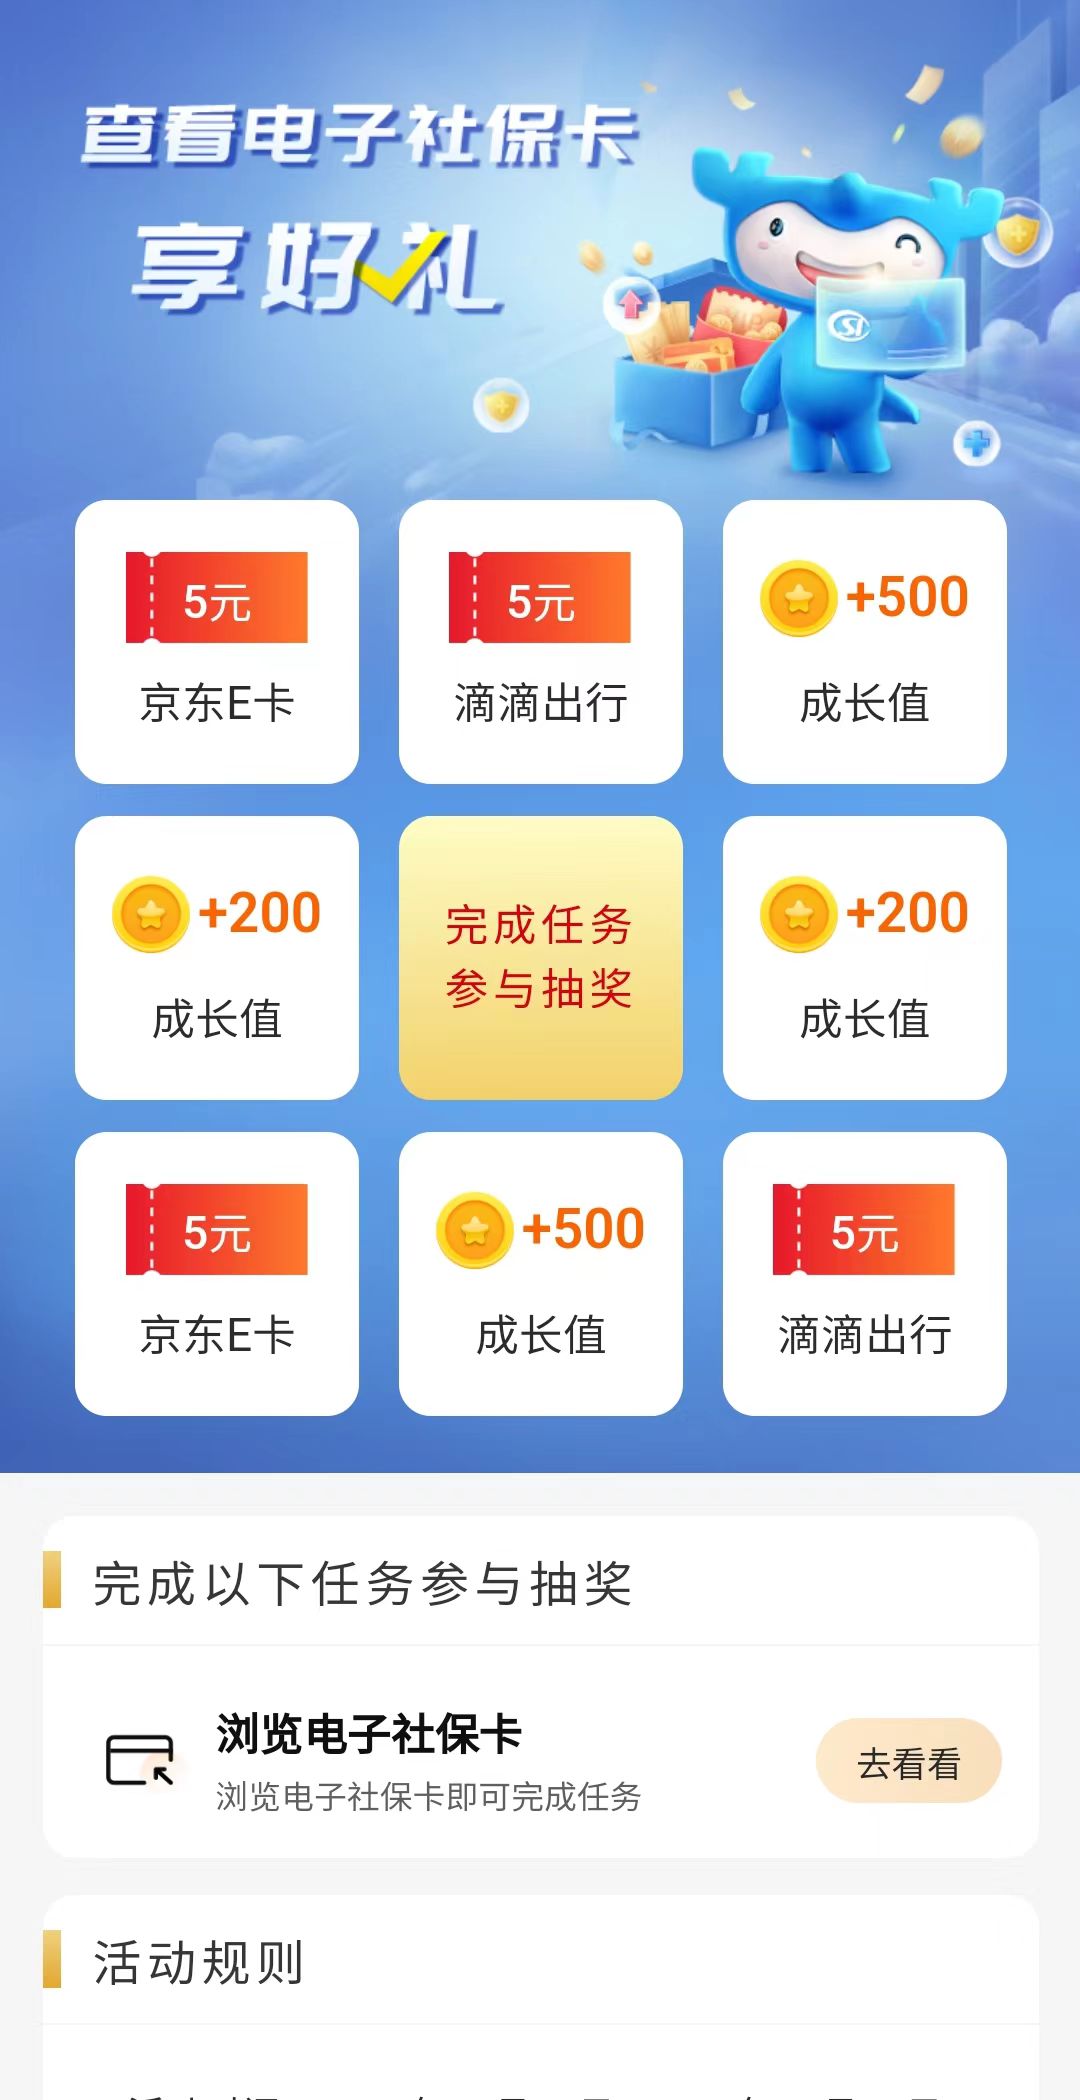 查看电子社保卡
享好礼
5元
京东E卡
5元
滴滴出行
+500
成长值
+200
成长值
完成任务
参与抽奖
+200
成长值
5元
京东E卡
+500
成长值
5元
滴滴出行
完成以下任务参与抽奖
浏览电子社保卡
浏览电子社保卡即可完成任务
去看看
活动规则